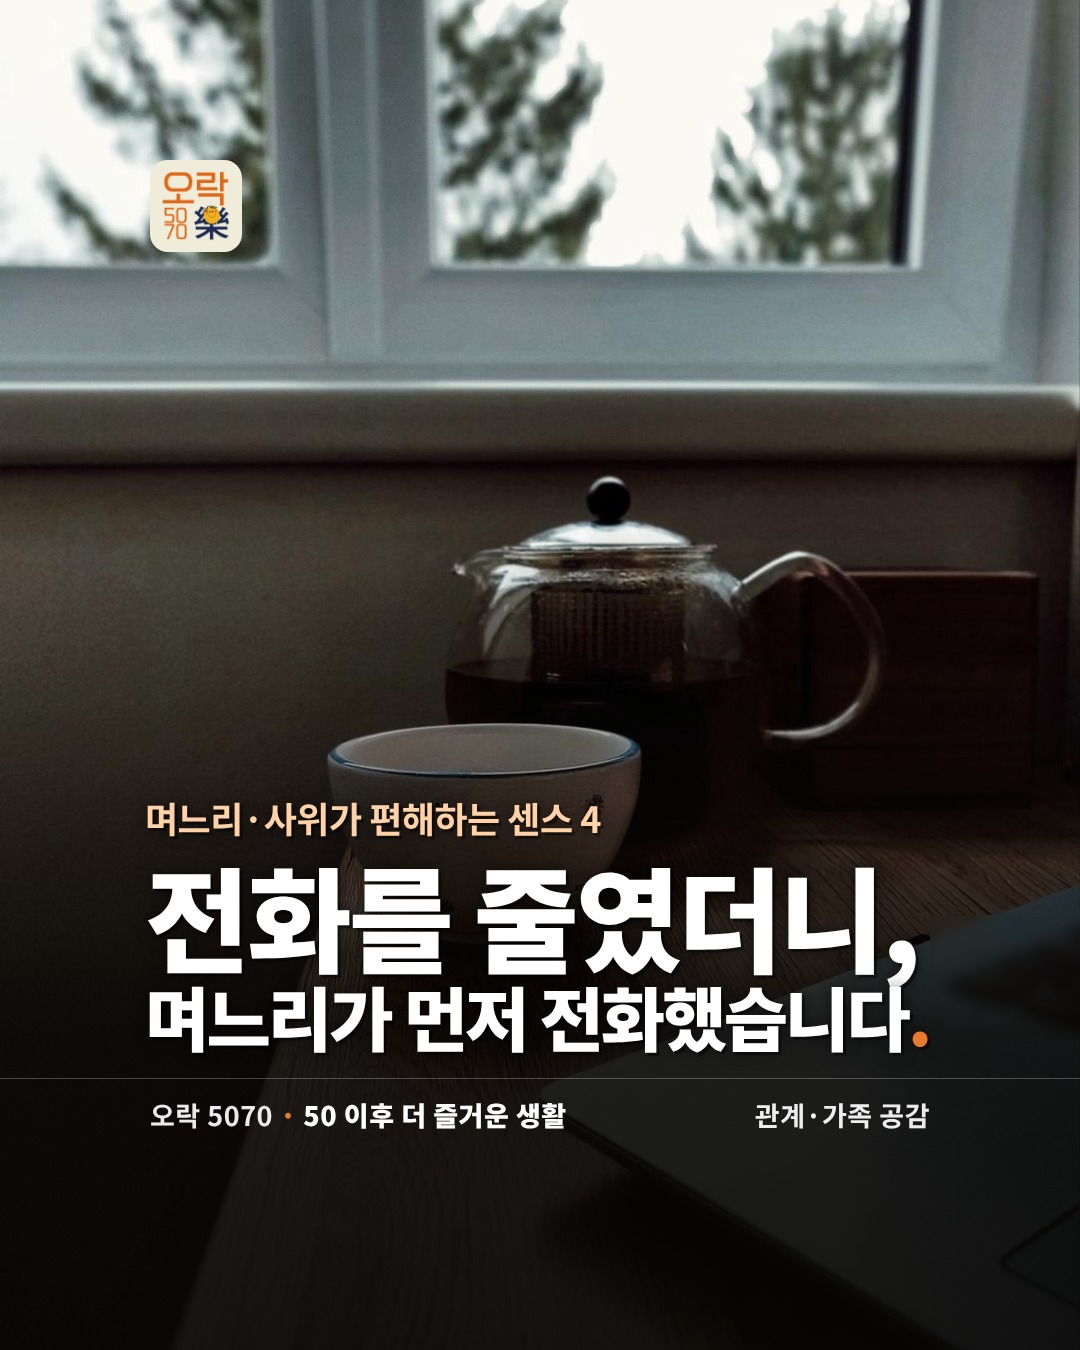 오락
50
70 樂
며느리·사위가 편해하는 센스 4
전화를 줄였더니,
며느리가 먼저 전화했습니다.
오락 5070 • 50 이후 더 즐거운 생활
관계·가족 공감